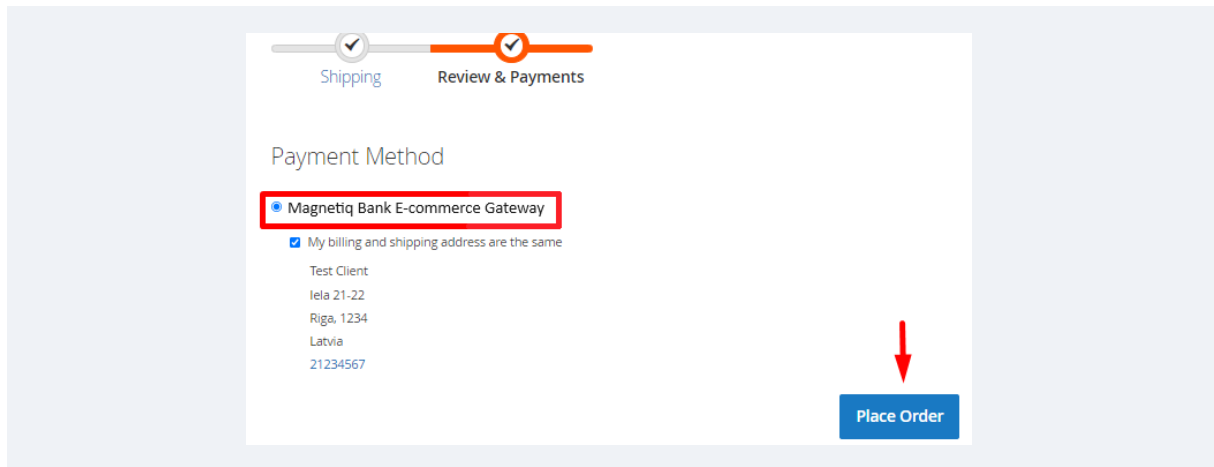 Shipping
Review & Payments
Payment Method
Magnetiq Bank E-commerce Gateway
My billing and shipping address are the same
Test Client
Iela 21-22
Riga, 1234
Latvia
21234567
Place Order